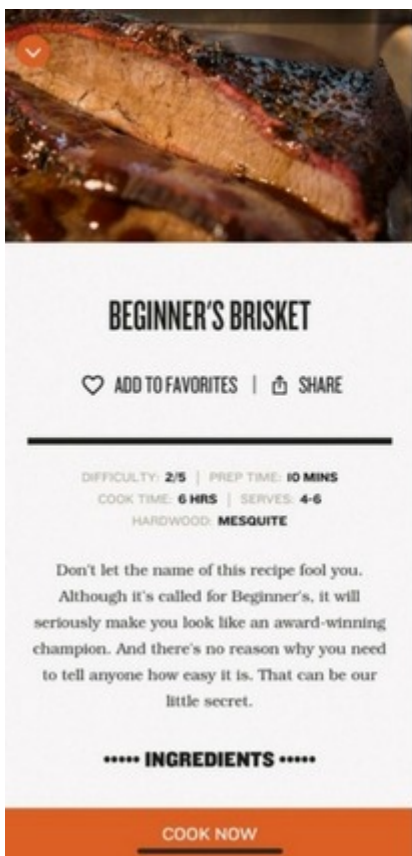 BEGINNER'S BRISKET
ADD TO FAVORITES | SHARE
DIFFICULTY: 2/5 | PREP TIME: 10 MINS
COOK TIME: 6 HRS | SERVES: 4-6
HARDWOOD: MESQUITE
Don't let the name of this recipe fool you.
Although it's called for Beginner's, it will
seriously make you look like an award-winning
champion. And there's no reason why you need
to tell anyone how easy it is. That can be our
little secret.
••••• INGREDIENTS •••••
COOK NOW